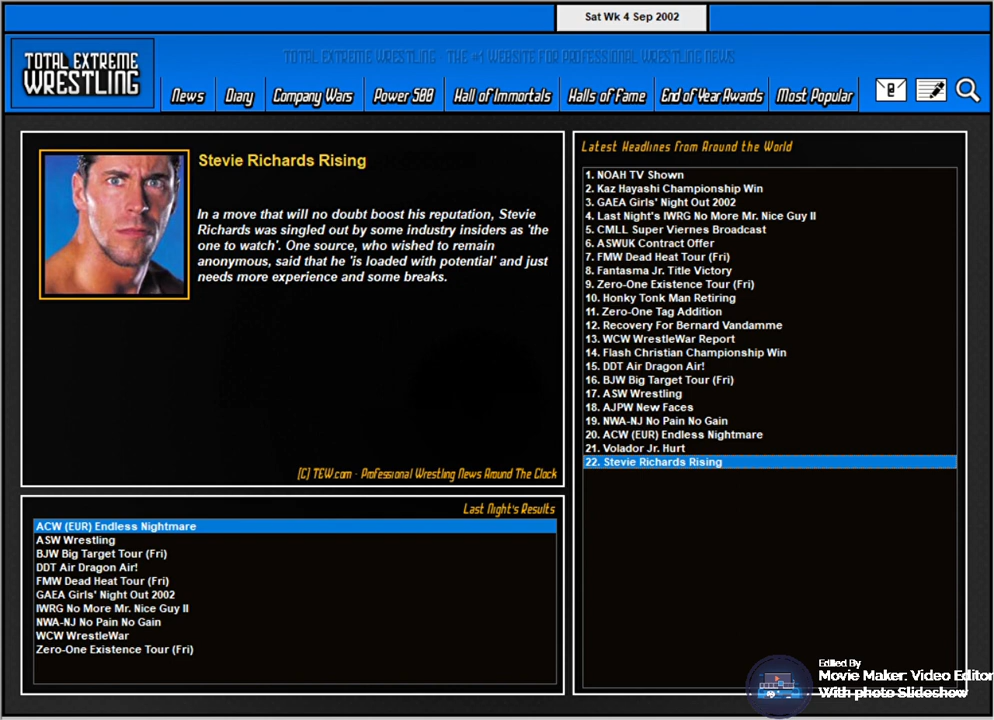 Sat Wk 4 Sep 2002
TOTAL EXTREME WRESTLING - THE #1 WEBSITE FOR PROFESSIONAL WRESTLING NEWS
TOTAL EXTREME
WRESTLING
News Diary Company Wars Power 500 Hall of Immortals Halls of Fame End of Year Awards Most Popular
Stevie Richards Rising
In a move that will no doubt boost his reputation, Stevie
Richards was singled out by some industry insiders as 'the
one to watch'. One source, who wished to remain
anonymous, said that he 'is loaded with potential' and just
needs more experience and some breaks.
(C) TEW.com - Professional Wrestling News Around The Clock
Last Night's Results
ACW (EUR) Endless Nightmare
ASW Wrestling
BJW Big Target Tour (Fri)
DDT Air Dragon Air!
FMW Dead Heat Tour (Fri)
GAEA Girls' Night Out 2002
IWRG No More Mr. Nice Guy II
NWA-NJ No Pain No Gain
WCW WrestleWar
Zero-One Existence Tour (Fri)
Latest Headlines from Around the World
1. NOAH TV Shown
2. Kaz Hayashi Championship Win
3. GAEA Girls' Night Out 2002
4. Last Night's IWRG No More Mr. Nice Guy II
5. CMLL Super Viernes Broadcast
6. ASWUK Contract Offer
7. FMW Dead Heat Tour (Fri)
8. Fantasma Jr. Title Victory
9. Zero-One Existence Tour (Fri)
10. Honky Tonk Man Retiring
11. Zero-One Tag Addition
12. Recovery For Bernard Vandamme
13. WCW WrestleWar Report
14. Flash Christian Championship Win
15. DDT Air Dragon Air!
16. BJW Big Target Tour (Fri)
17. ASW Wrestling
18. AJPW New Faces
19. NWA-NJ No Pain No Gain
20. ACW (EUR) Endless Nightmare
21. Volador Jr. Hurt
22. Stevie Richards Rising
Edited By
Movie Maker: Video Editor
With photo Slideshow